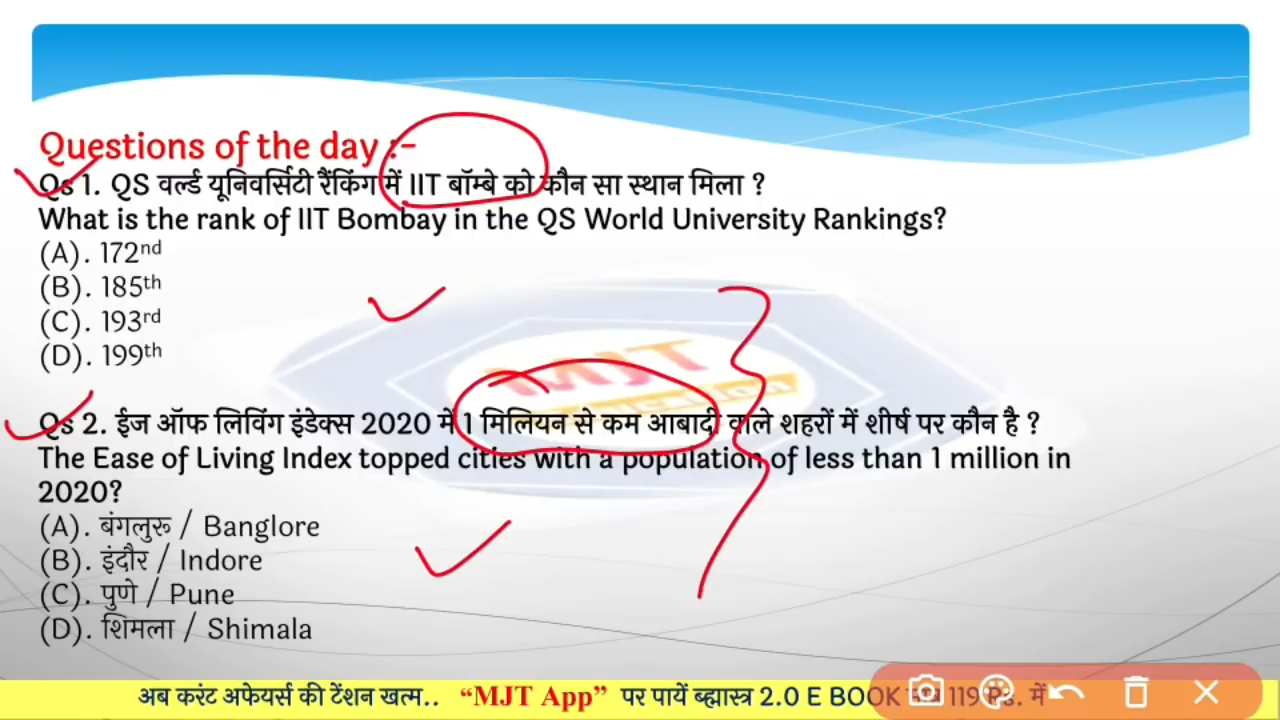 Questions of the day :-
Qs 1. QS वर्ल्ड यूनिवर्सिटी रैंकिंग में IIT बॉम्बे को कौन सा स्थान मिला ?
What is the rank of IIT Bombay in the QS World University Rankings?
(A). 172nd
(B). 185th
(C). 193rd
(D). 199th
MJT
Qs 2. ईज ऑफ लिविंग इंडेक्स 2020 में 1 मिलियन से कम आबादी वाले शहरों में शीर्ष पर कौन है ?
The Ease of Living Index topped cities with a population of less than 1 million in
2020?
(A). बंगलुरू / Banglore
(B). इंदौर / Indore
(C). पुणे / Pune
(D). शिमला / Shimala
अब करंट अफेयर्स की टेंशन खत्म.. “MJT App” पर पायें ब्ह्मास्त्र 2.0 E BOOK 119 Rs. में